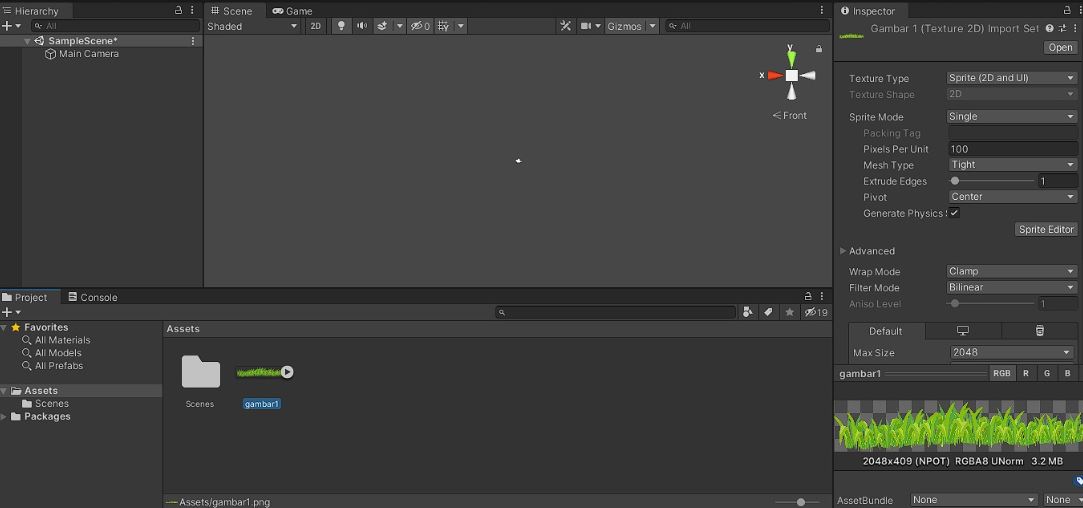 Hierarchy
All
SampleScene*
Main Camera
Scene
Game
Shaded
2D
0
Gizmos
All
y
x
Front
Inspector
Gambar 1 (Texture 2D) Import Set
Open
Texture Type
Sprite (2D and UI)
Texture Shape
2D
Sprite Mode
Single
Packing Tag
Pixels Per Unit
100
Mesh Type
Tight
Extrude Edges
1
Pivot
Center
Generate Physics S
Sprite Editor
Advanced
Wrap Mode
Clamp
Filter Mode
Bilinear
Aniso Level
1
Default
Max Size
2048
gambar1
RGB
R
G
B
2048x409 (NPOT) RGBA8 UNorm 3.2 MB
AssetBundle
None
None
Project
Console
19
Favorites
All Materials
All Models
All Prefabs
Assets
Scenes
Packages
Assets
Scenes
gambar1
Assets/gambar1.png